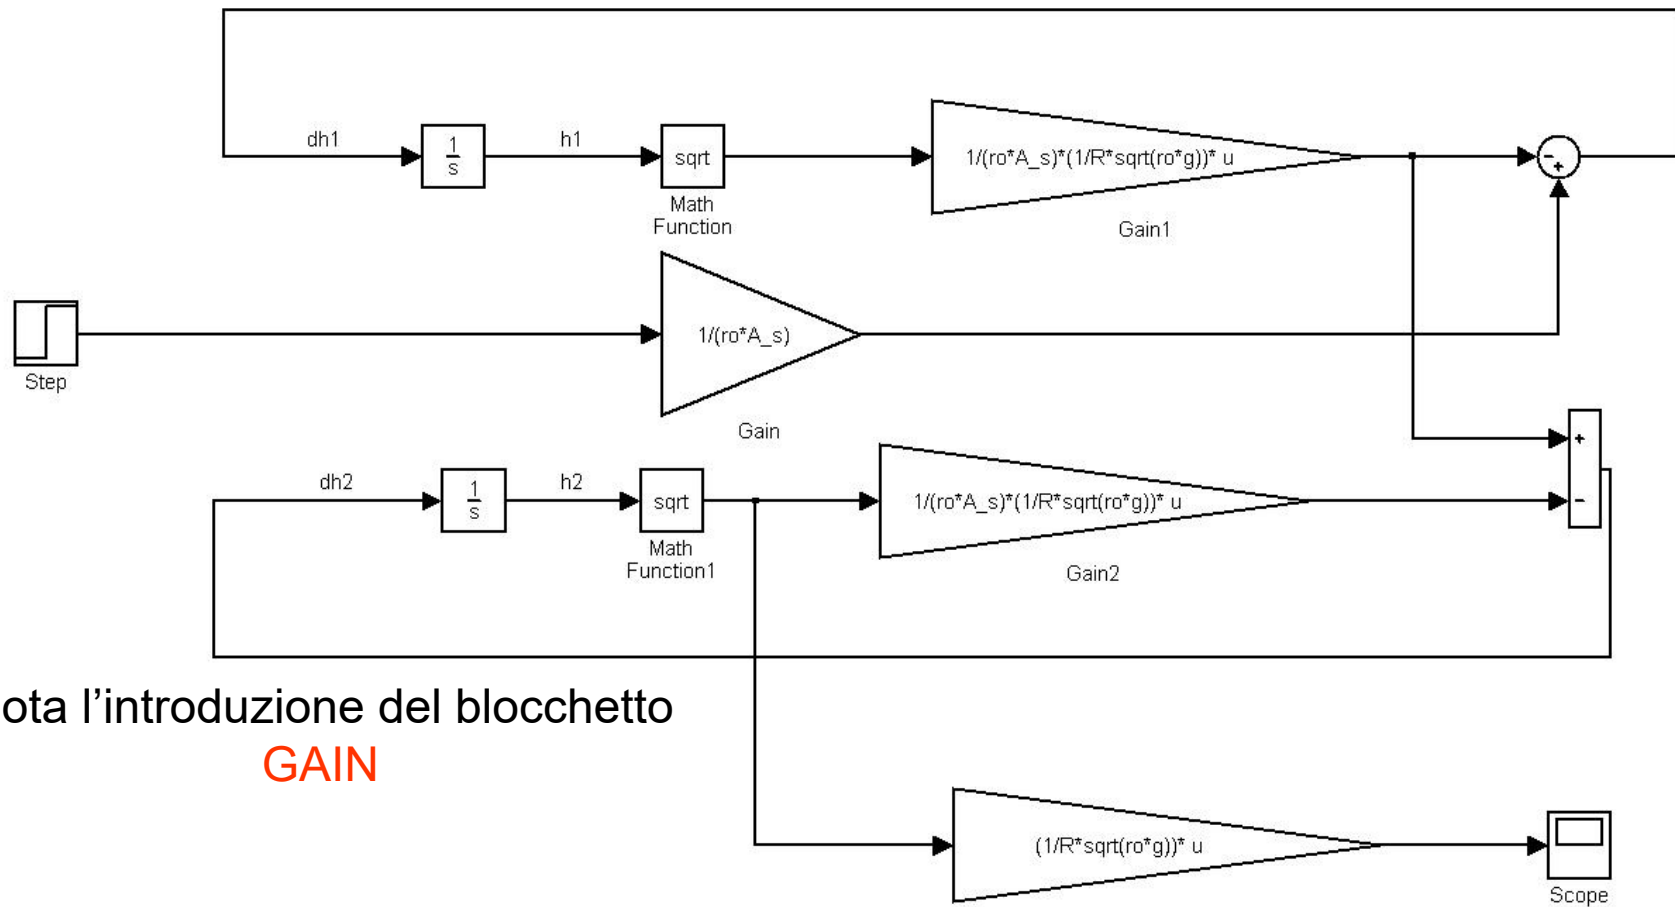 dh1
1
s
h1
sqrt
Math
Function
1/(ro*A_s)*(1/R*sqrt(ro*g))* u
Gain1
-
+
Step
1/(ro*A_s)
Gain
dh2
1
s
h2
sqrt
Math
Function1
1/(ro*A_s)*(1/R*sqrt(ro*g))* u
Gain2
+
-
ota l’introduzione del blocchetto
GAIN
(1/R*sqrt(ro*g))* u
Scope